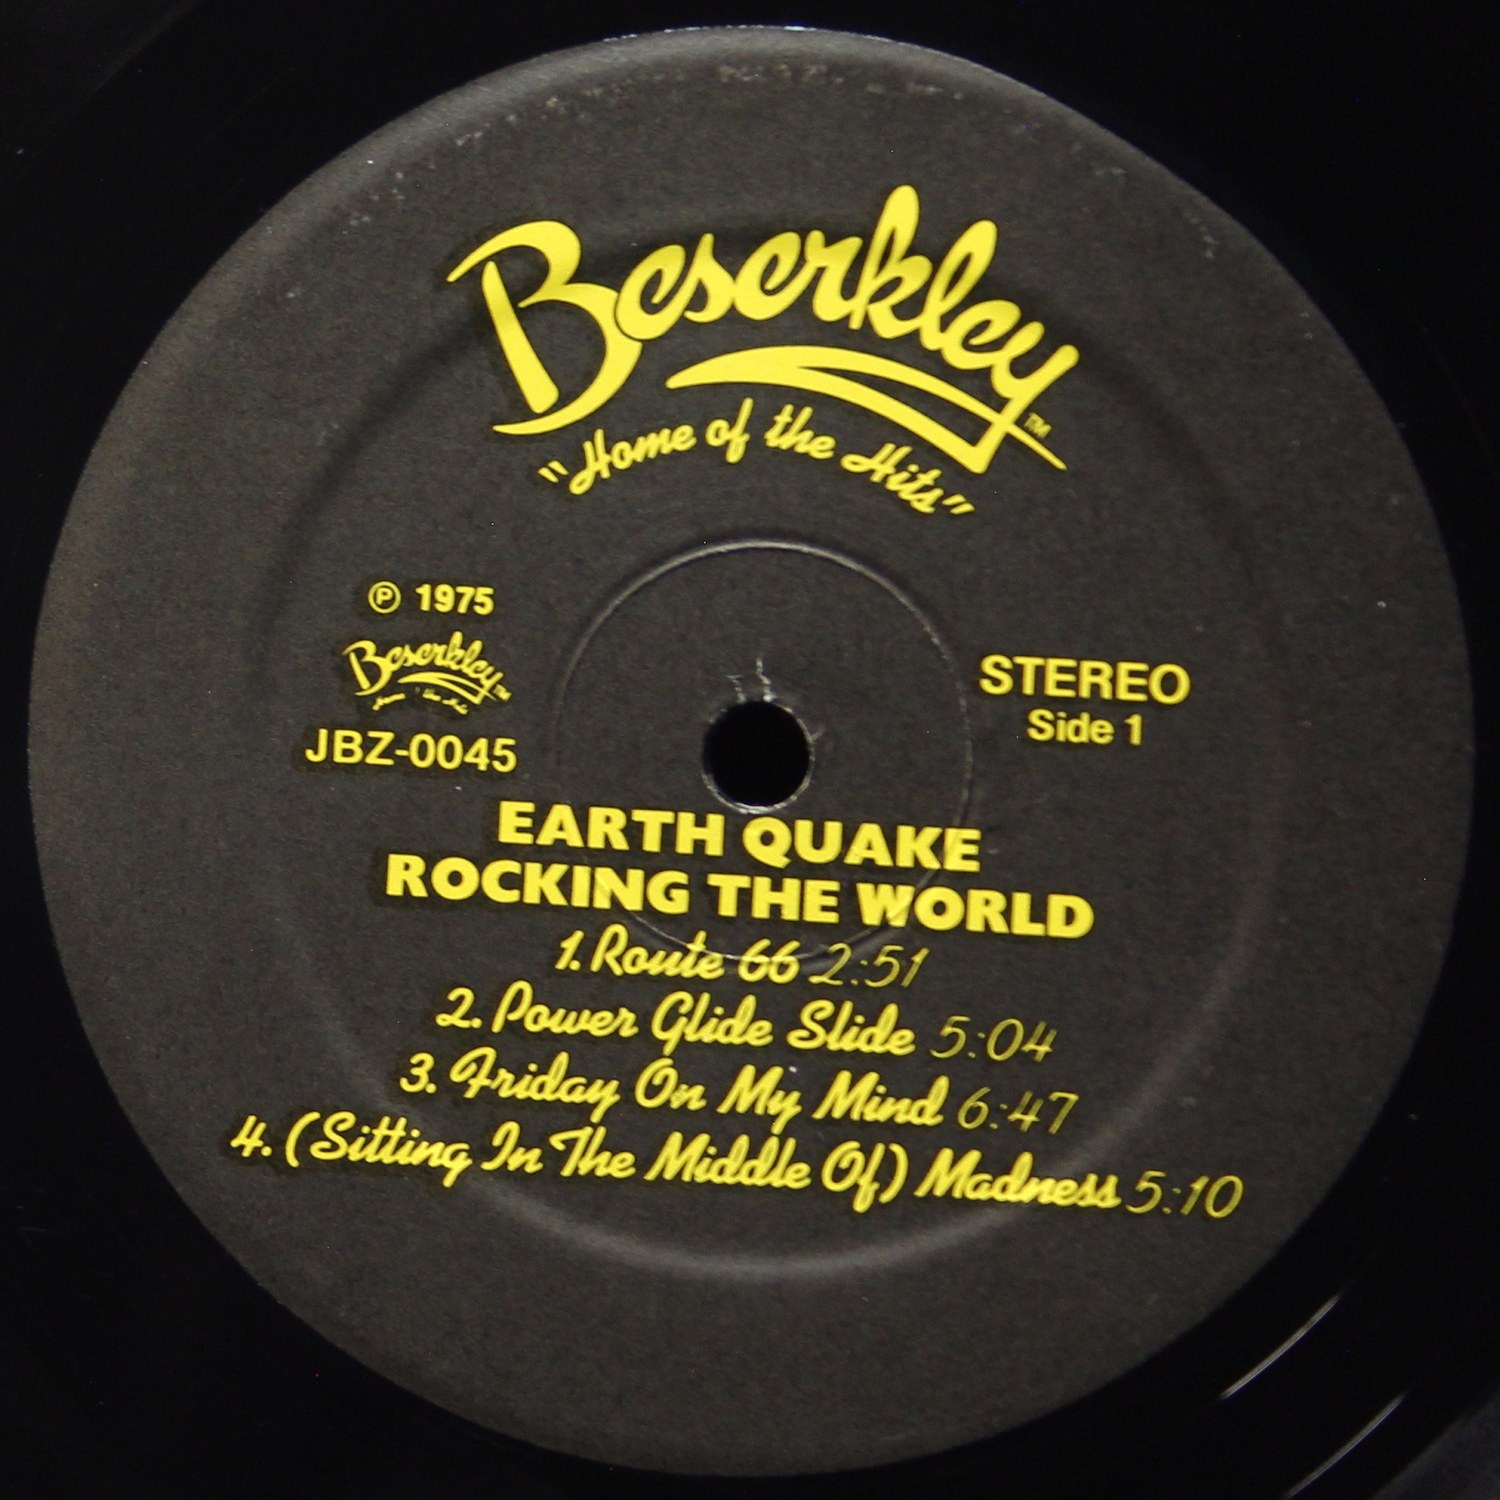 Beserkley™
"Home of the Hits"
℗ 1975
Beserkley™
JBZ-0045
STEREO
Side 1
EARTH QUAKE
ROCKING THE WORLD
1. Route 66 2:51
2. Power Glide Slide 5:04
3. Friday On My Mind 6:47
4. (Sitting In The Middle Of) Madness 5:10